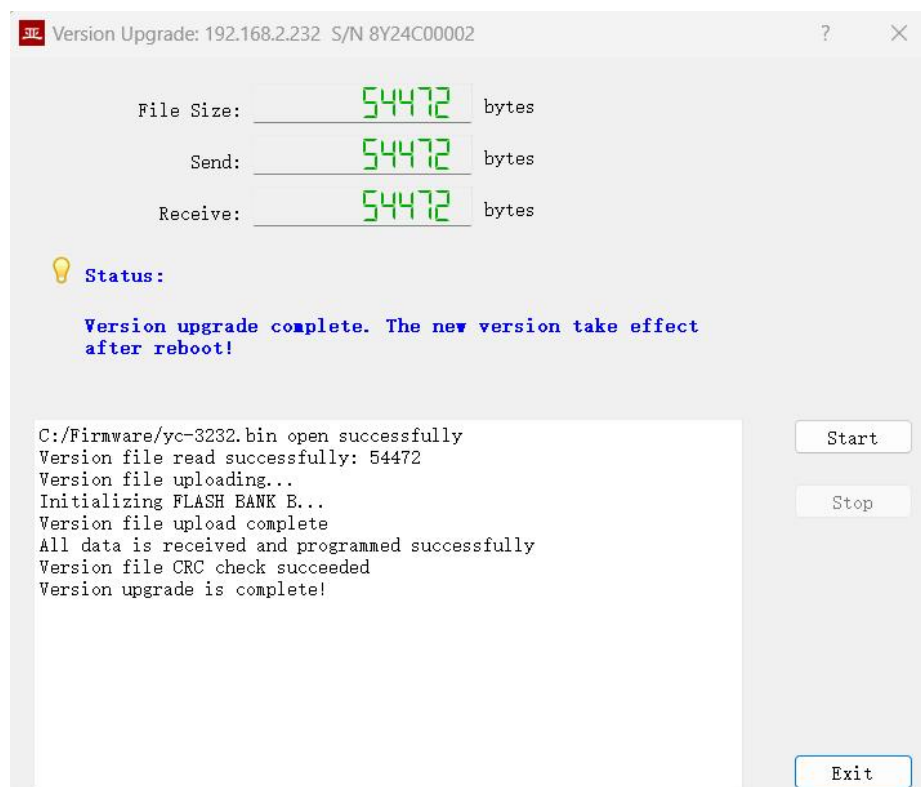 亚 Version Upgrade: 192.168.2.232 S/N 8Y24C00002 ?
File Size: 54472 bytes
Send: 54472 bytes
Receive: 54472 bytes
Status:
Version upgrade complete. The new version take effect
after reboot!
C:/Firmware/yc-3232.bin open successfully
Version file read successfully: 54472
Version file uploading...
Initializing FLASH BANK B...
Version file upload complete
All data is received and programmed successfully
Version file CRC check succeeded
Version upgrade is complete!
Start
Stop
Exit